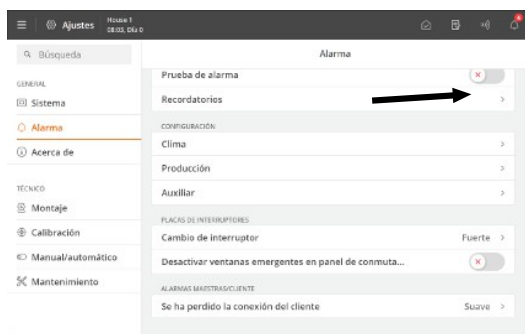 Ajustes
House 1
08:03, Día 0
Búsqueda
GENERAL
Sistema
Alarma
Acerca de
TÉCNICO
Montaje
Calibración
Manual/automático
Mantenimiento
Alarma
Prueba de alarma
Recordatorios
CONFIGURACIÓN
Clima
Producción
Auxiliar
PLACAS DE INTERRUPTORES
Cambio de interruptor Fuerte
Desactivar ventanas emergentes en panel de conmuta...
ALARMAS MAESTRAS/CLIENTE
Se ha perdido la conexión del cliente Suave